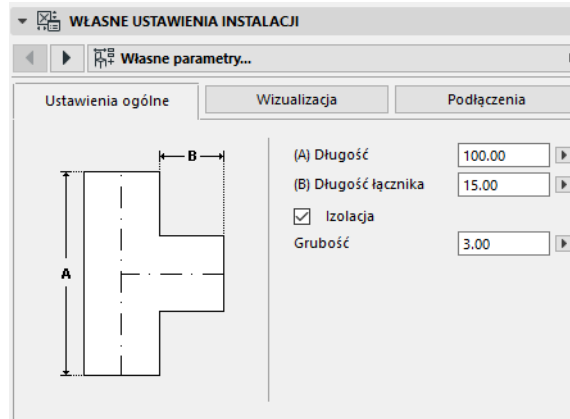 WŁASNE USTAWIENIA INSTALACJI
Własne parametry...
Ustawienia ogólne
Wizualizacja
Podłączenia
B
A
(A) Długość 100.00
(B) Długość łącznika 15.00
Izolacja
Grubość 3.00